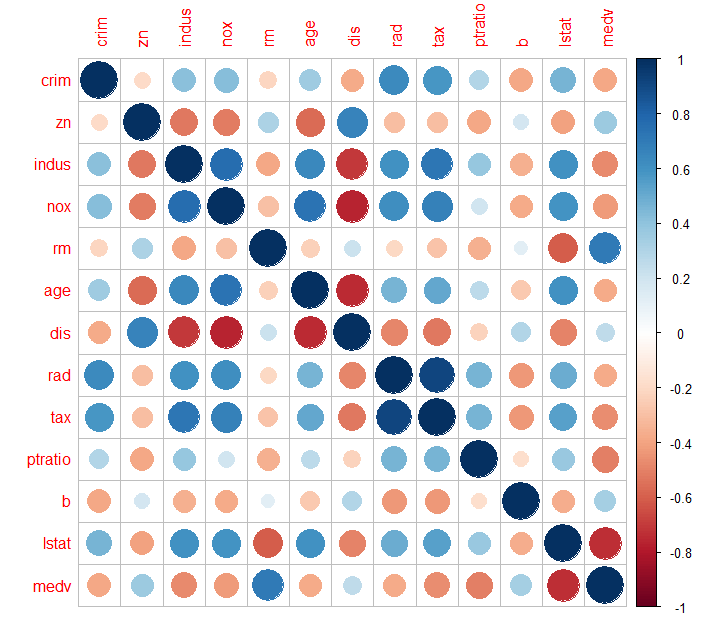 crim zn indus nox rm age dis rad tax ptratio b lstat medv
crim
zn
indus
nox
rm
age
dis
rad
tax
ptratio
b
lstat
medv
1
0.8
0.6
0.4
0.2
0
-0.2
-0.4
-0.6
-0.8
-1